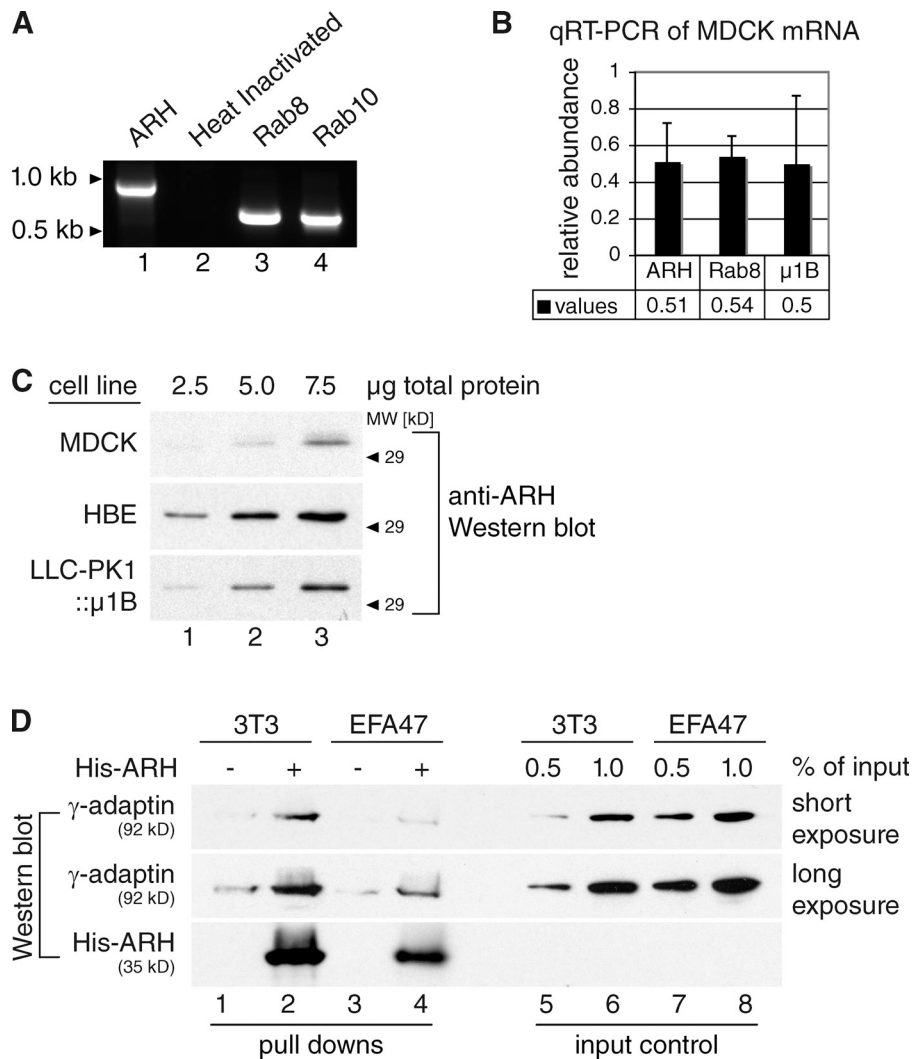 A
ARH
Heat Inactivated
Rab8
Rab10
1.0 kb
0.5 kb
1 2 3 4
B
qRT-PCR of MDCK mRNA
relative abundance
1
0.8
0.6
0.4
0.2
0
ARH Rab8 µ1B
values 0.51 0.54 0.5
C
cell line 2.5 5.0 7.5 µg total protein
MW [kD]
MDCK
29
HBE
29
LLC-PK1
::µ1B
29
anti-ARH
Western blot
1 2 3
D
3T3 EFA47 3T3 EFA47
His-ARH - + - + 0.5 1.0 0.5 1.0 % of input
Western blot
γ-adaptin
(92 kD)
short
exposure
γ-adaptin
(92 kD)
long
exposure
His-ARH
(35 kD)
1 2 3 4 5 6 7 8
pull downs input control